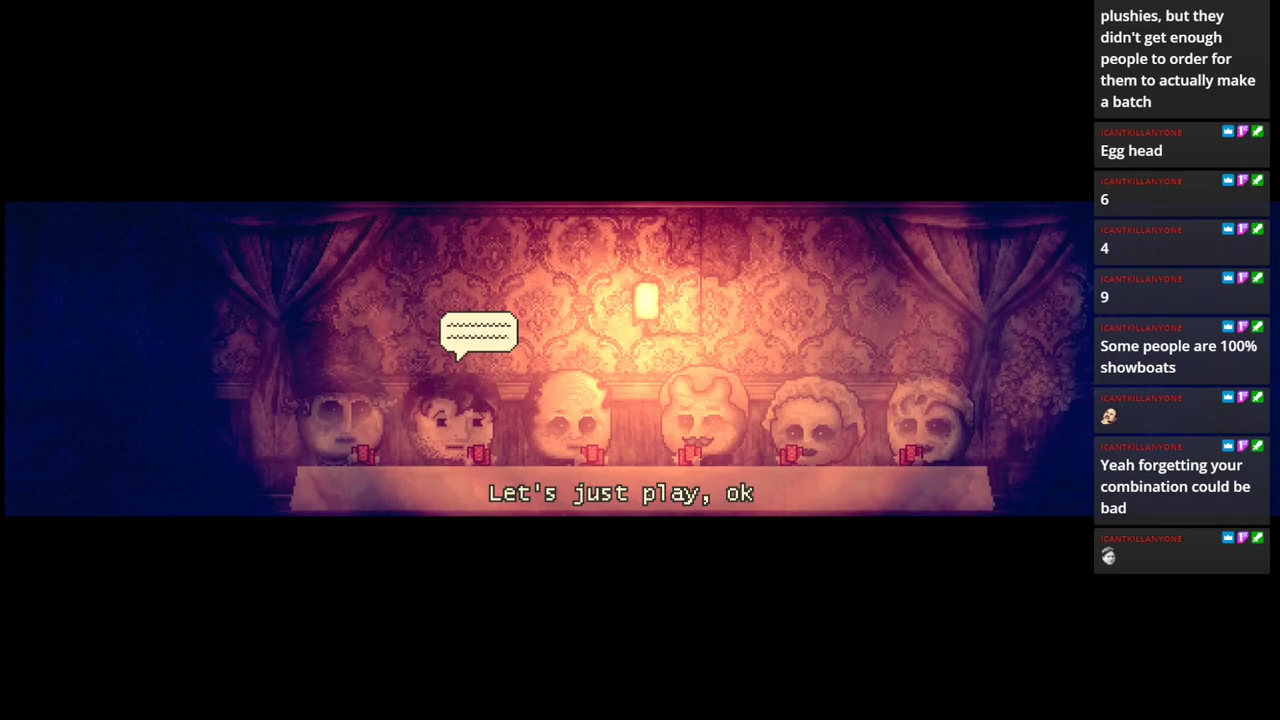 Let's just play, ok
plushies, but they
didn't get enough
people to order for
them to actually make
a batch
ICANTKILLANYONE
Egg head
ICANTKILLANYONE
6
ICANTKILLANYONE
4
ICANTKILLANYONE
9
ICANTKILLANYONE
Some people are 100%
showboats
ICANTKILLANYONE
ICANTKILLANYONE
Yeah forgetting your
combination could be
bad
ICANTKILLANYONE